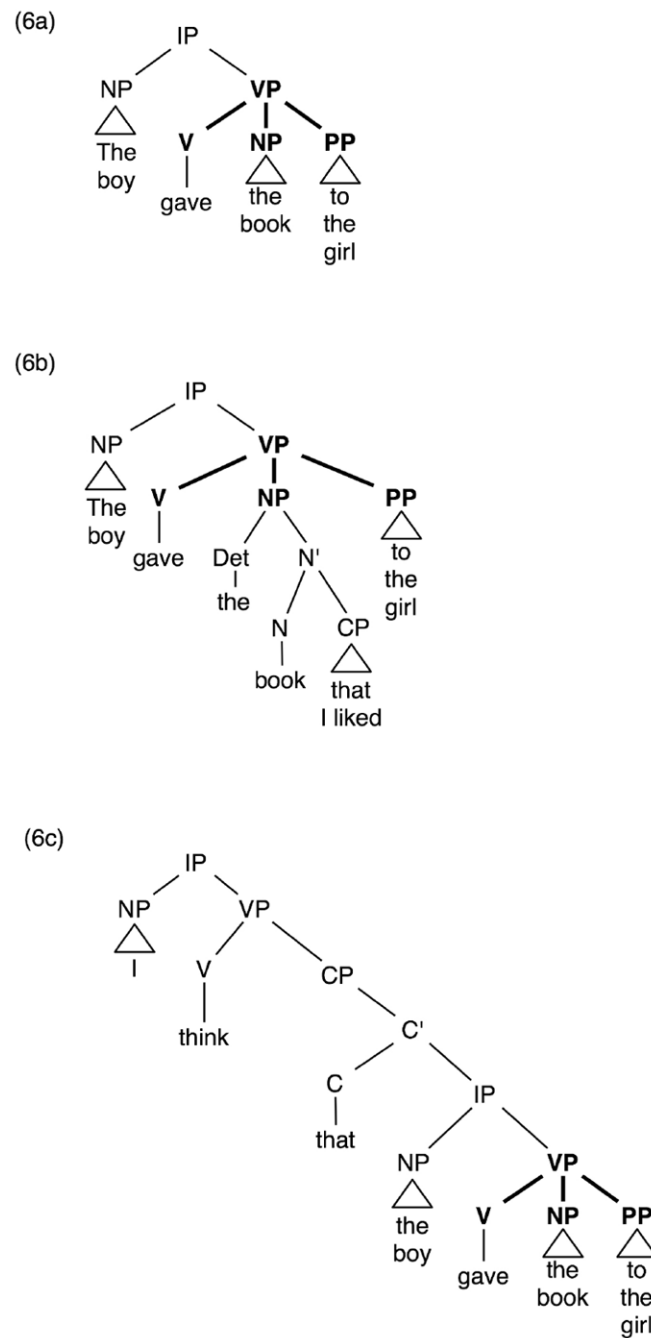 (6a)
IP
NP VP
The boy
V NP PP
gave
the book
to the girl
(6b)
IP
NP VP
The boy
V NP PP
gave
Det N'
the
to the girl
N CP
book
that I liked
(6c)
IP
NP VP
I
V CP
think
C'
C IP
that
NP VP
the boy
V NP PP
gave
the book
to the girl